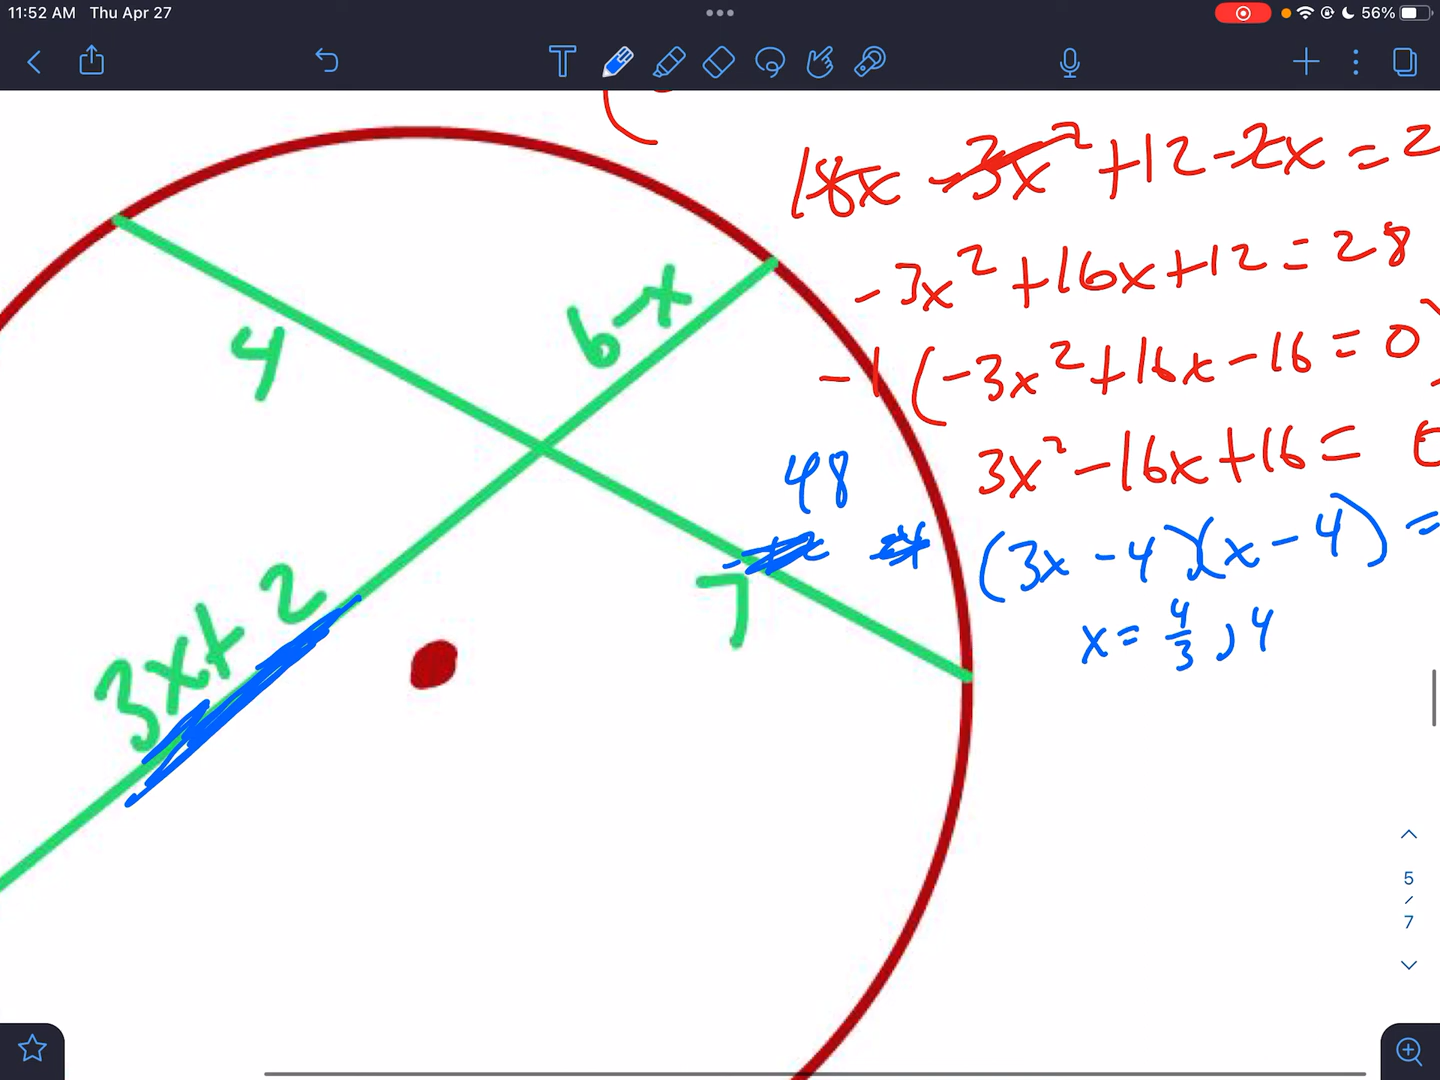 11:52 AM Thu Apr 27
56%
T
18x - 3x² + 12 - 2x = 2
-3x² + 16x + 12 = 28
-1 (-3x² + 16x - 16 = 0)
3x² - 16x + 16 = 0
48
(3x - 4)(x - 4) =
x = 4/3, 4
4
6-x
7
3x+2
5
/
7